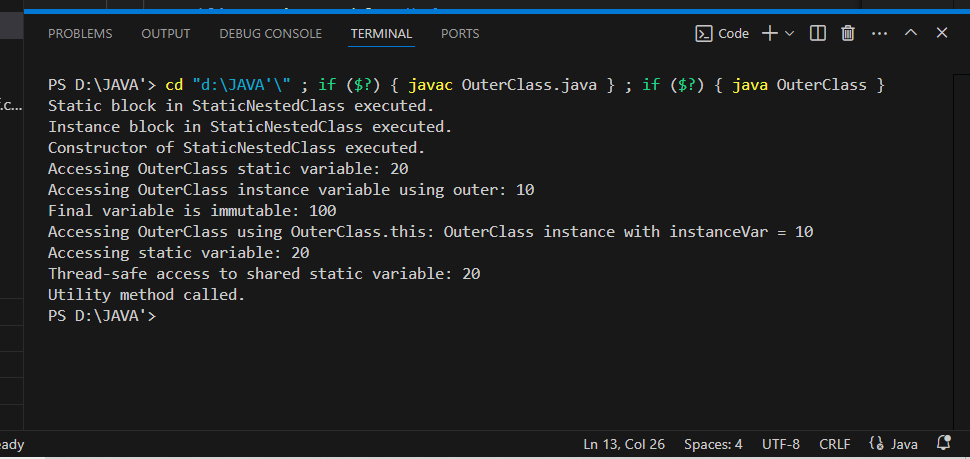 PROBLEMS OUTPUT DEBUG CONSOLE TERMINAL PORTS Code
PS D:\JAVA'> cd "d:\JAVA'\" ; if ($?) { javac OuterClass.java } ; if ($?) { java OuterClass }
f.c...
Static block in StaticNestedClass executed.
Instance block in StaticNestedClass executed.
Constructor of StaticNestedClass executed.
Accessing OuterClass static variable: 20
Accessing OuterClass instance variable using outer: 10
Final variable is immutable: 100
Accessing OuterClass using OuterClass.this: OuterClass instance with instanceVar = 10
Accessing static variable: 20
Thread-safe access to shared static variable: 20
Utility method called.
PS D:\JAVA'>
eady Ln 13, Col 26 Spaces: 4 UTF-8 CRLF Java